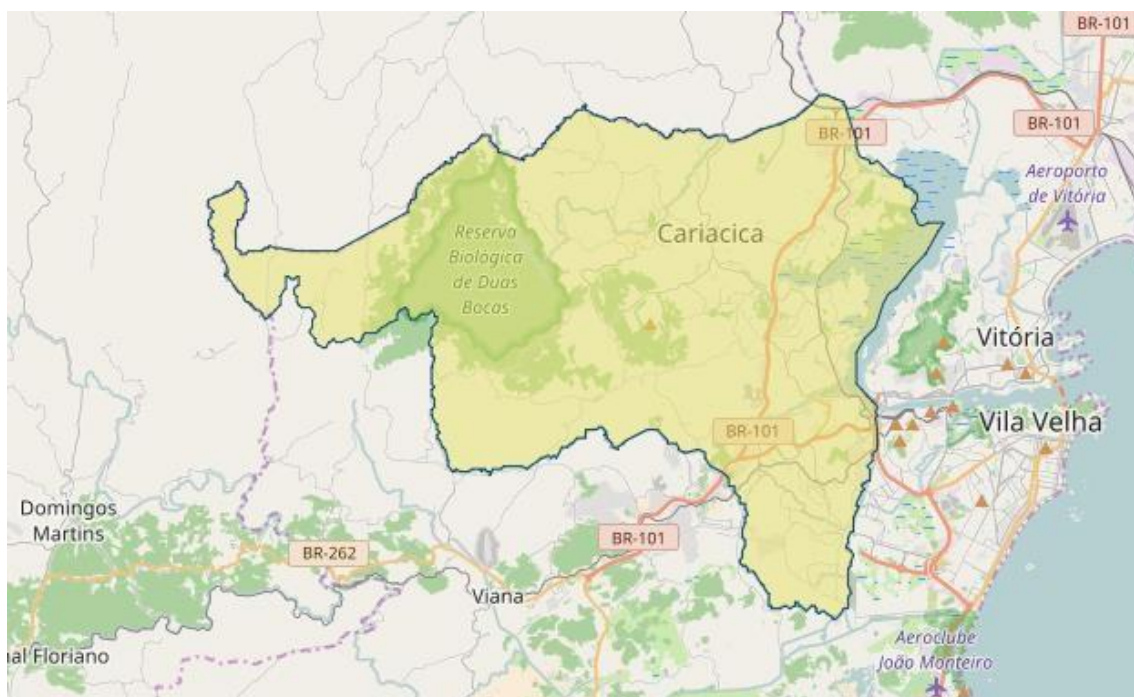 BR-101
BR-101
BR-101
Aeroporto
de Vitória
Cariacica
Reserva
Biológica
de Duas
Bocas
Vitória
Vila Velha
BR-101
Domingos
Martins
BR-101
BR-262
Viana
Aeroclube
João Monteiro
nal Floriano